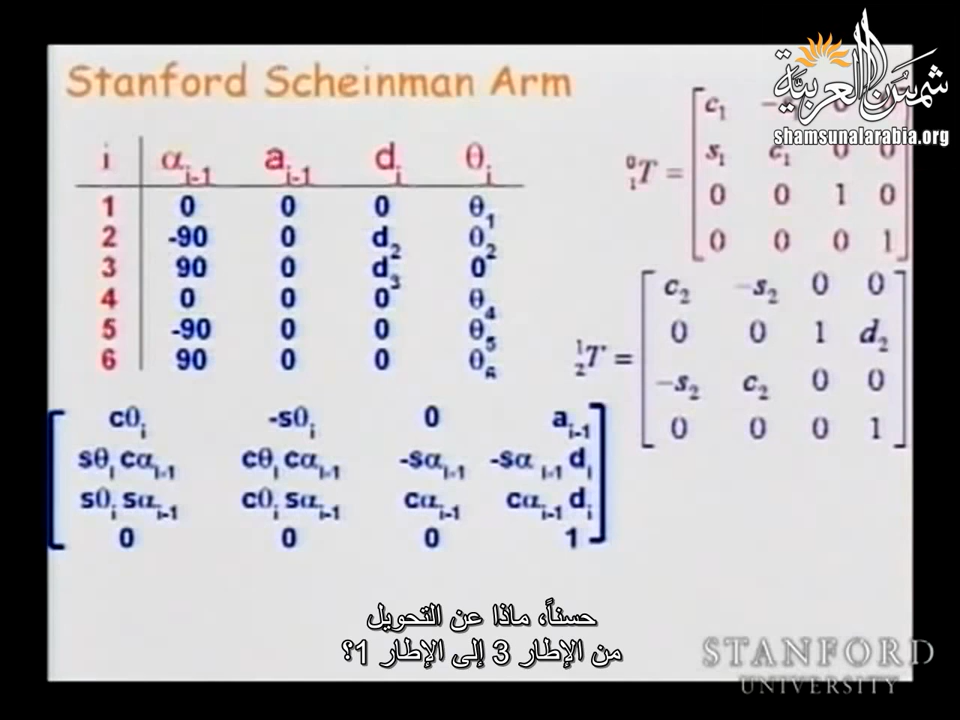 Stanford Scheinman Arm
شمس العربية
shamsunalarabia.org
i αi-1 ai-1 di θi
1 0 0 0 θ1
2 -90 0 d2 θ2
3 90 0 d3 0
4 0 0 0 θ4
5 -90 0 0 θ5
6 90 0 0 θ6
0 1 T =
c1
s1 c1 0 0
0 0 1 0
0 0 0 1
1 2 T =
c2 -s2 0 0
0 0 1 d2
-s2 c2 0 0
0 0 0 1
cθi -sθi 0 ai-1
sθi cαi-1 cθi cαi-1 -sαi-1 -sαi-1 di
sθi sαi-1 cθi sαi-1 cαi-1 cαi-1 di
0 0 0 1
حسناً، ماذا عن التحويل
من الإطار 3 إلى الإطار 1؟
STANFORD
UNIVERSITY